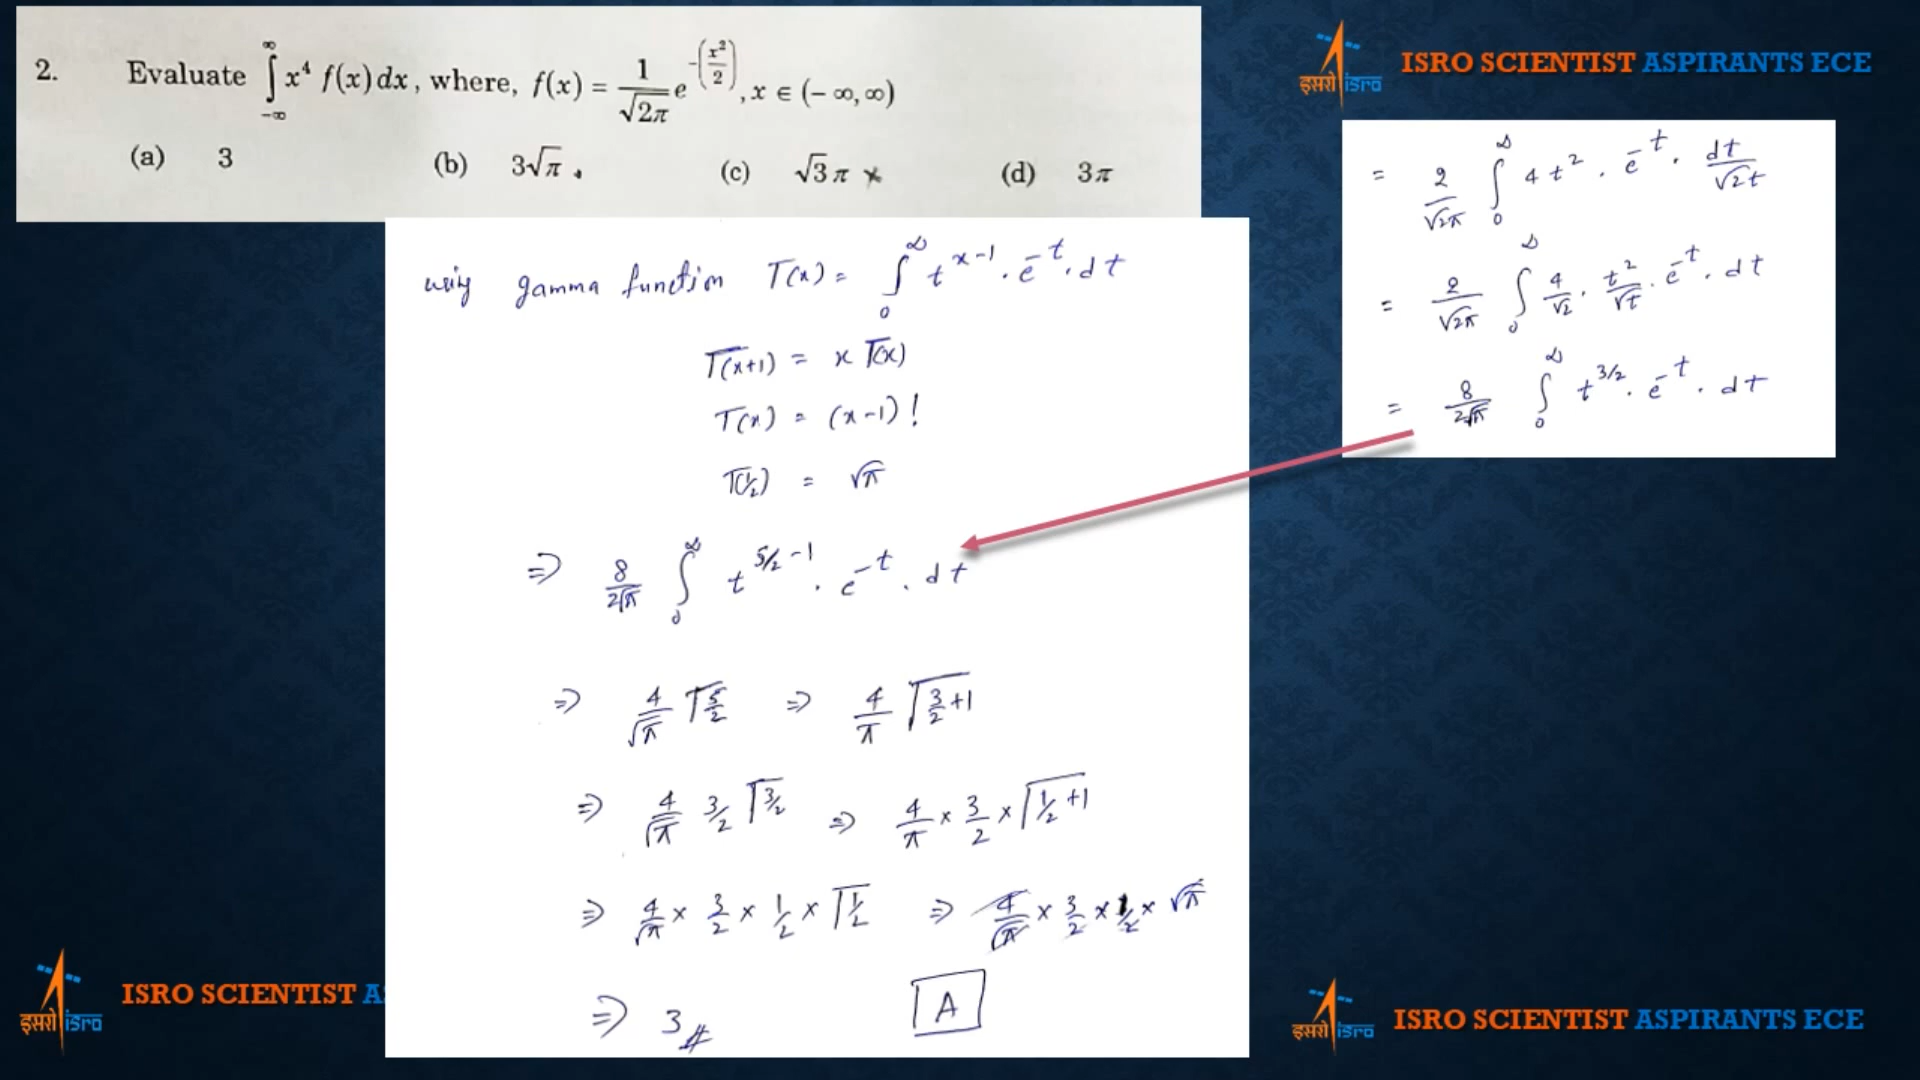 2. Evaluate ∫_{-∞}^{∞} x⁴ f(x) dx, where, f(x) = 1/√2π e^{-(x²/2)}, x ∈ (- ∞, ∞)
(a) 3 (b) 3√π . (c) √3 π × (d) 3π
ISRO SCIENTIST ASPIRANTS ECE
इसरो isro
= 2/√2π ∫_0^∞ 4t² . e^{-t} . dt/√2t
= 2/√2π ∫_0^∞ 4/√2 . t²/√t . e^{-t} . dt
= 8/2√π ∫_0^∞ t^{3/2} . e^{-t} . dt
using gamma function Γ(x) = ∫_0^∞ t^{x-1} . e^{-t} . dt
Γ(x+1) = x Γ(x)
Γ(x) = (x-1)!
Γ(1/2) = √π
⇒ 8/2√π ∫_0^∞ t^{5/2 -1} . e^{-t} . dt
⇒ 4/√π Γ5/2 ⇒ 4/π Γ3/2+1
⇒ 4/√π 3/2 Γ3/2 ⇒ 4/π × 3/2 × Γ1/2+1
⇒ 4/√π × 3/2 × 1/2 × Γ1/2 ⇒ 4/√π × 3/2 × 1/2 × √π
⇒ 3 A
ISRO SCIENTIST A
इसरो isro
ISRO SCIENTIST ASPIRANTS ECE
इसरो isro